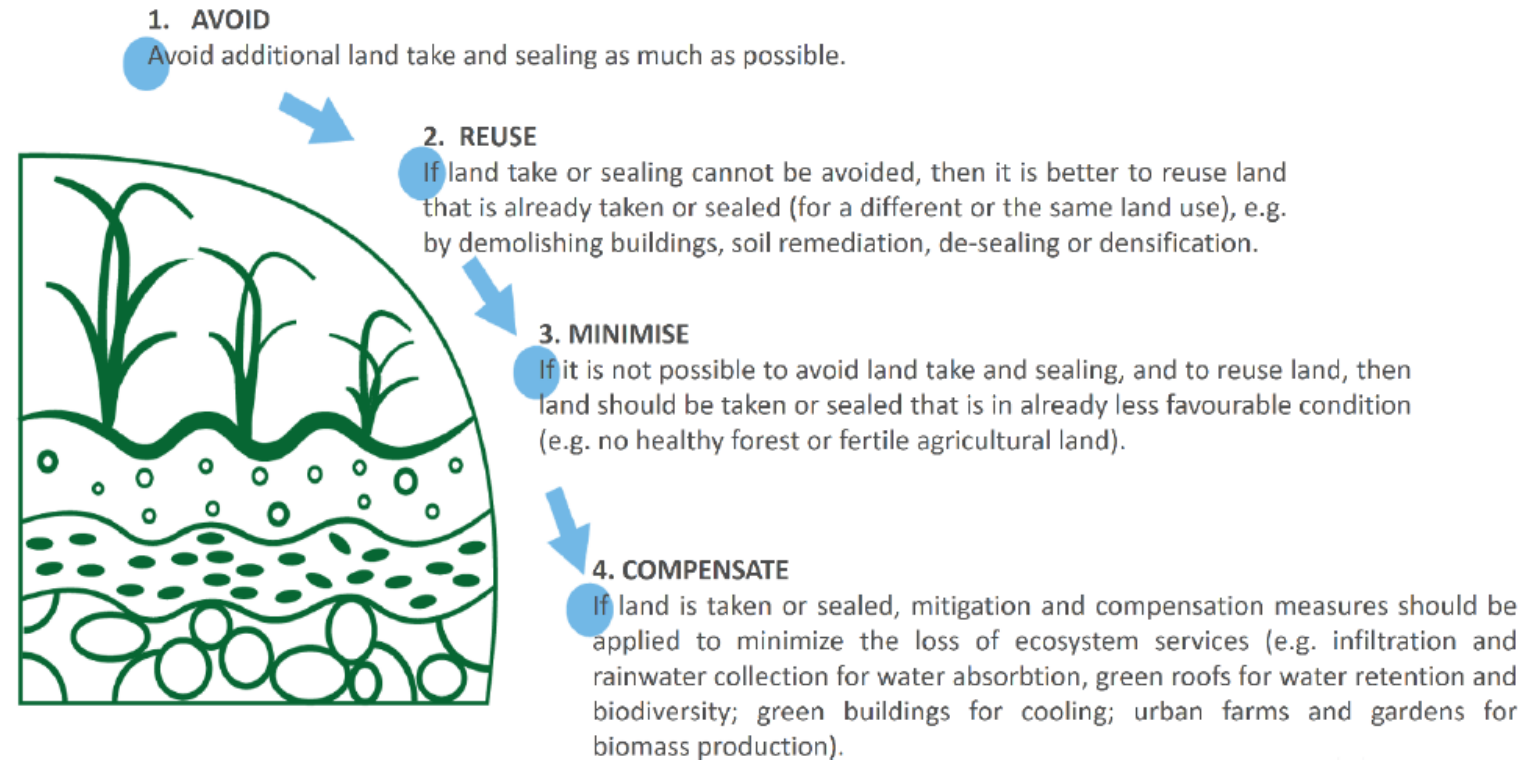 1. AVOID
Avoid additional land take and sealing as much as possible.
2. REUSE
If land take or sealing cannot be avoided, then it is better to reuse land
that is already taken or sealed (for a different or the same land use), e.g.
by demolishing buildings, soil remediation, de-sealing or densification.
3. MINIMISE
If it is not possible to avoid land take and sealing, and to reuse land, then
land should be taken or sealed that is in already less favourable condition
(e.g. no healthy forest or fertile agricultural land).
4. COMPENSATE
If land is taken or sealed, mitigation and compensation measures should be
applied to minimize the loss of ecosystem services (e.g. infiltration and
rainwater collection for water absorbtion, green roofs for water retention and
biodiversity; green buildings for cooling; urban farms and gardens for
biomass production).